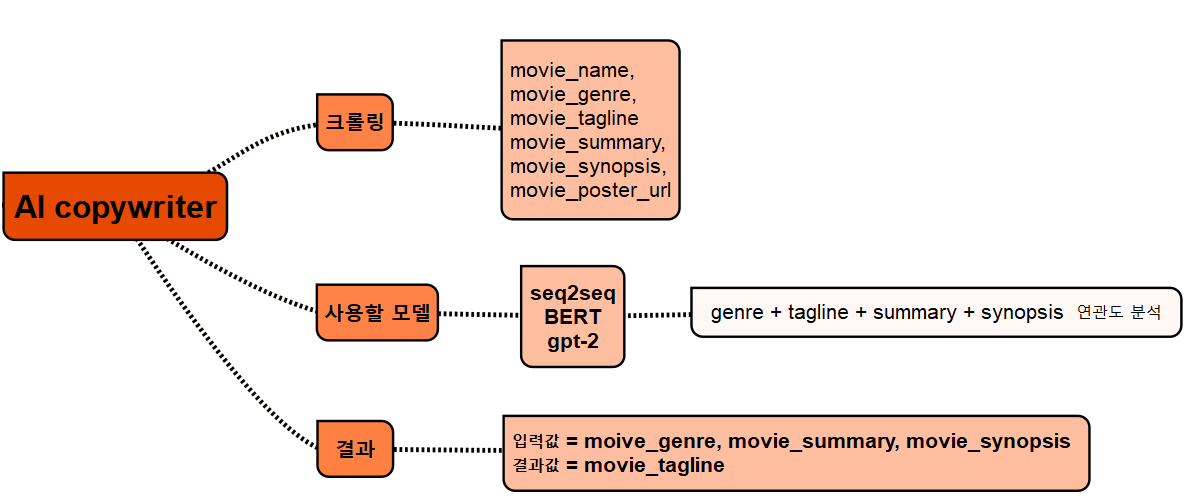 AI copywriter
크롤링
movie_name,
movie_genre,
movie_tagline
movie_summary,
movie_synopsis,
movie_poster_url
사용할 모델
seq2seq
BERT
gpt-2
genre + tagline + summary + synopsis 연관도 분석
결과
입력값 = moive_genre, movie_summary, movie_synopsis
결과값 = movie_tagline